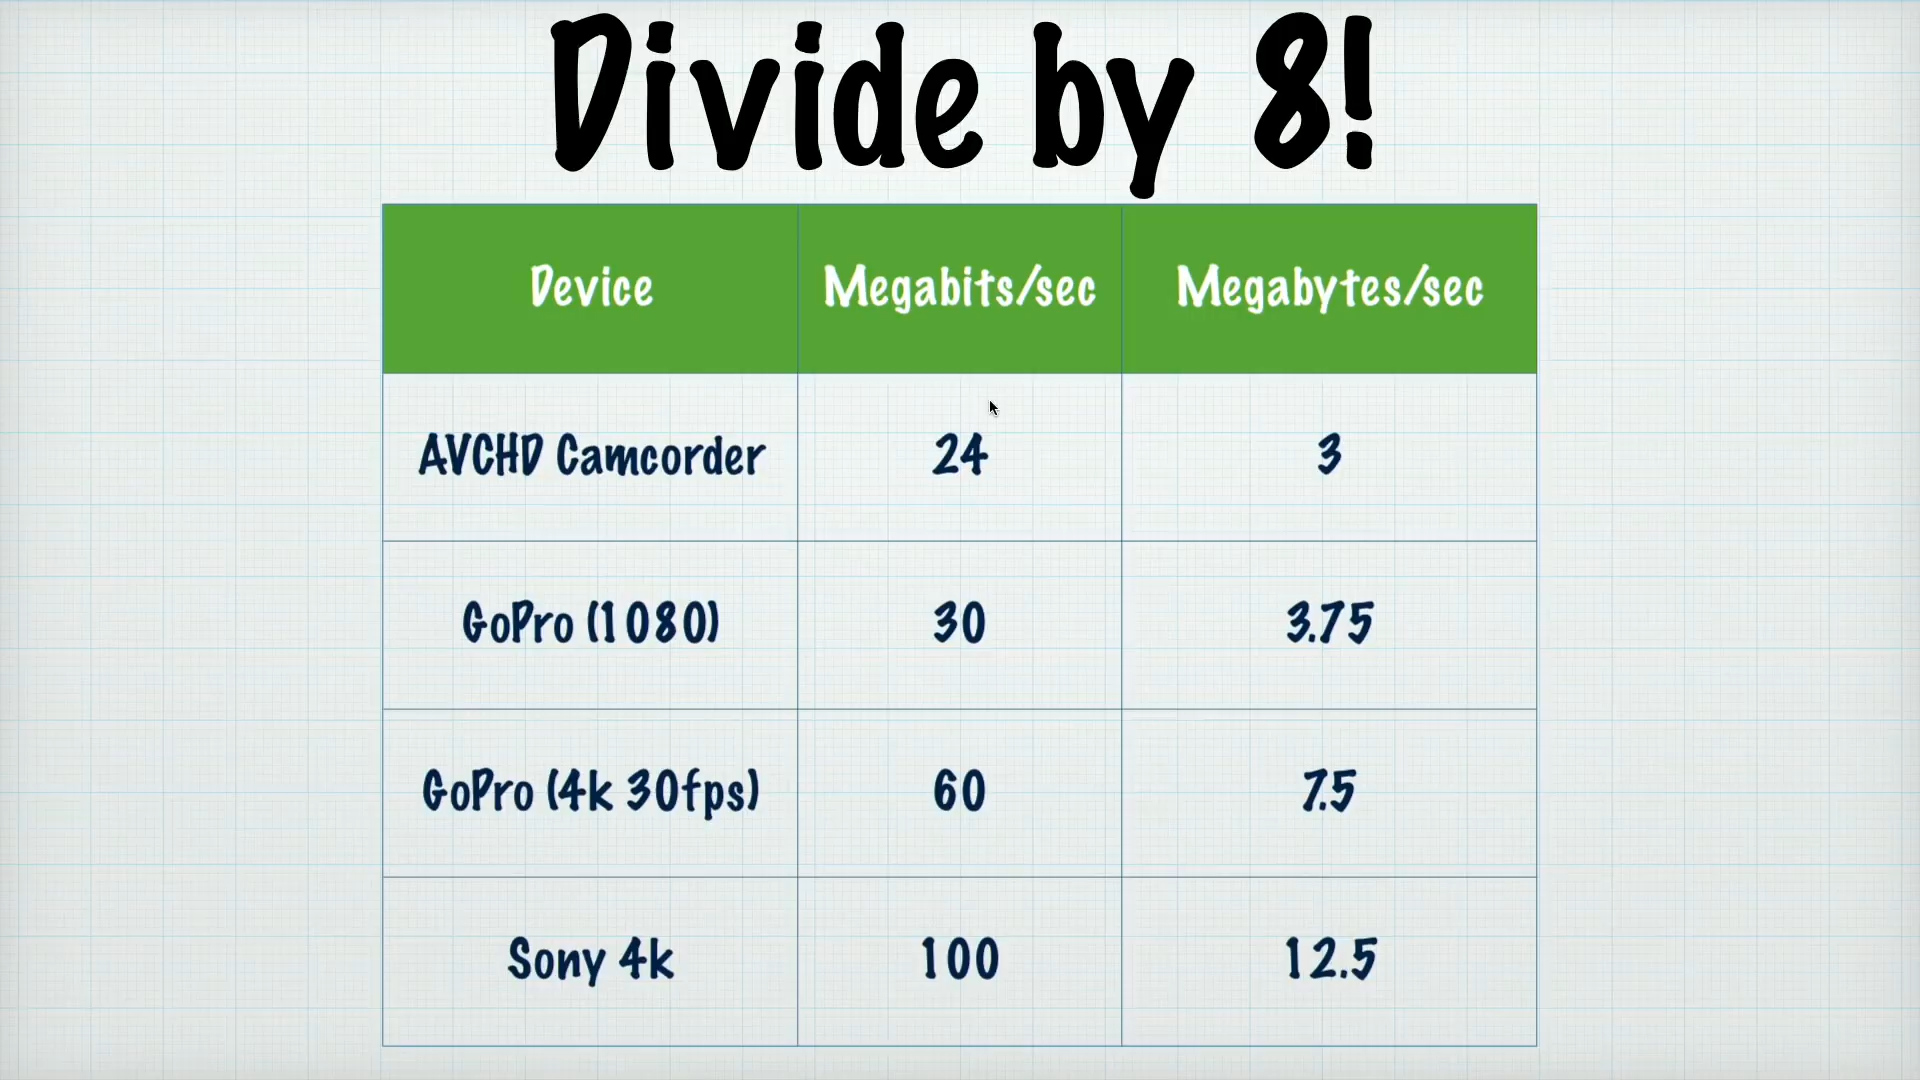 Divide by 8!
Device Megabits/sec Megabytes/sec
AVCHD Camcorder 24 3
GoPro (1080) 30 3.75
GoPro (4k 30fps) 60 7.5
Sony 4k 100 12.5